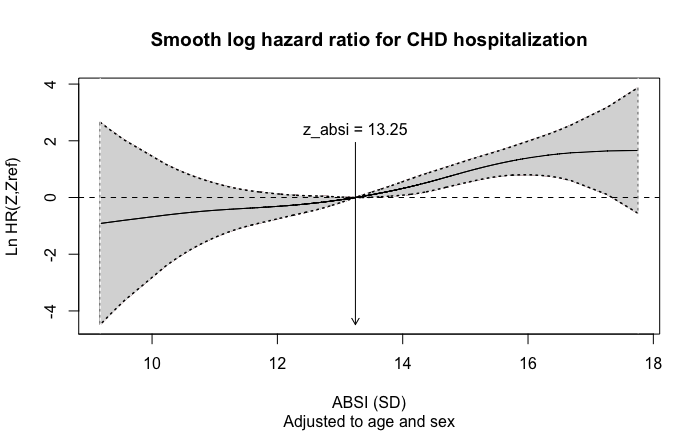 Smooth log hazard ratio for CHD hospitalization
Ln HR(Z,Zref)
4
2
0
-2
-4
z_absi = 13.25
10
12
14
16
18
ABSI (SD)
Adjusted to age and sex